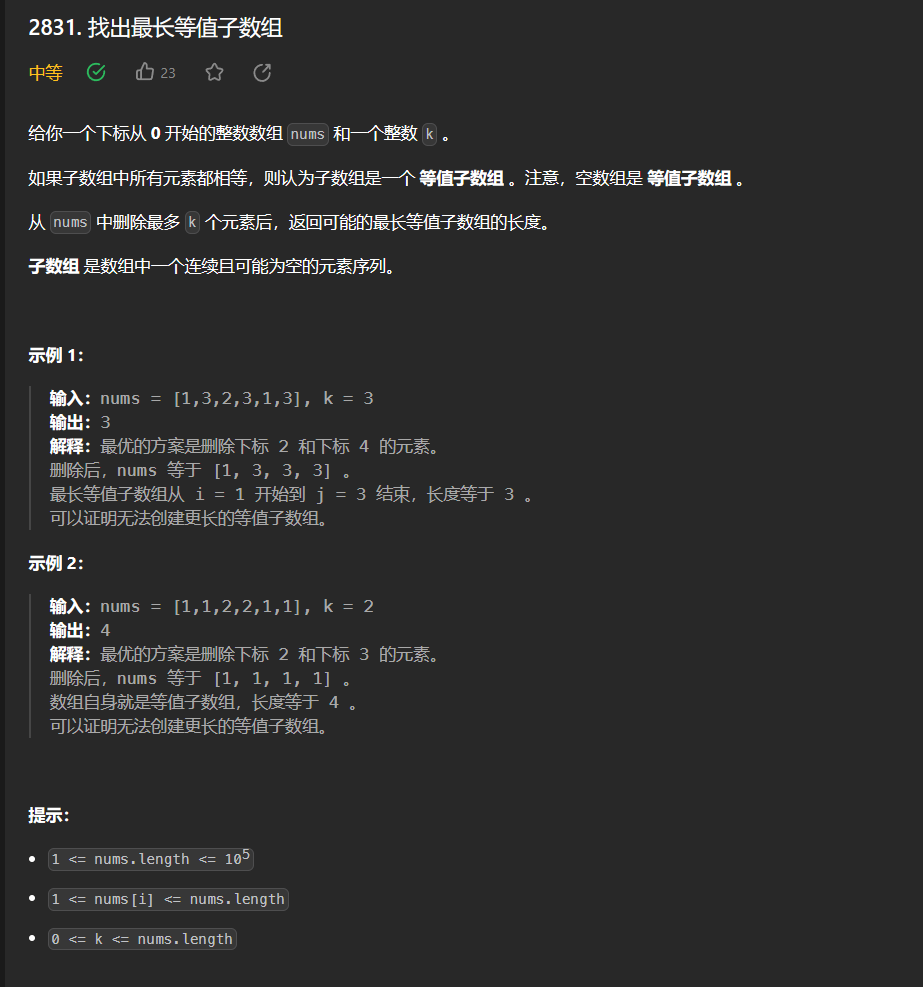 2831. 找出最长等值子数组
中等 23
给你一个下标从 0 开始的整数数组 nums 和一个整数 k 。
如果子数组中所有元素都相等，则认为子数组是一个 等值子数组 。注意，空数组是 等值子数组 。
从 nums 中删除最多 k 个元素后，返回可能的最长等值子数组的长度。
子数组 是数组中一个连续且可能为空的元素序列。
示例 1：
输入：nums = [1,3,2,3,1,3], k = 3
输出：3
解释：最优的方案是删除下标 2 和下标 4 的元素。
删除后，nums 等于 [1, 3, 3, 3] 。
最长等值子数组从 i = 1 开始到 j = 3 结束，长度等于 3 。
可以证明无法创建更长的等值子数组。
示例 2：
输入：nums = [1,1,2,2,1,1], k = 2
输出：4
解释：最优的方案是删除下标 2 和下标 3 的元素。
删除后，nums 等于 [1, 1, 1, 1] 。
数组自身就是等值子数组，长度等于 4 。
可以证明无法创建更长的等值子数组。
提示：
• 1 <= nums.length <= 10⁵
• 1 <= nums[i] <= nums.length
• 0 <= k <= nums.length